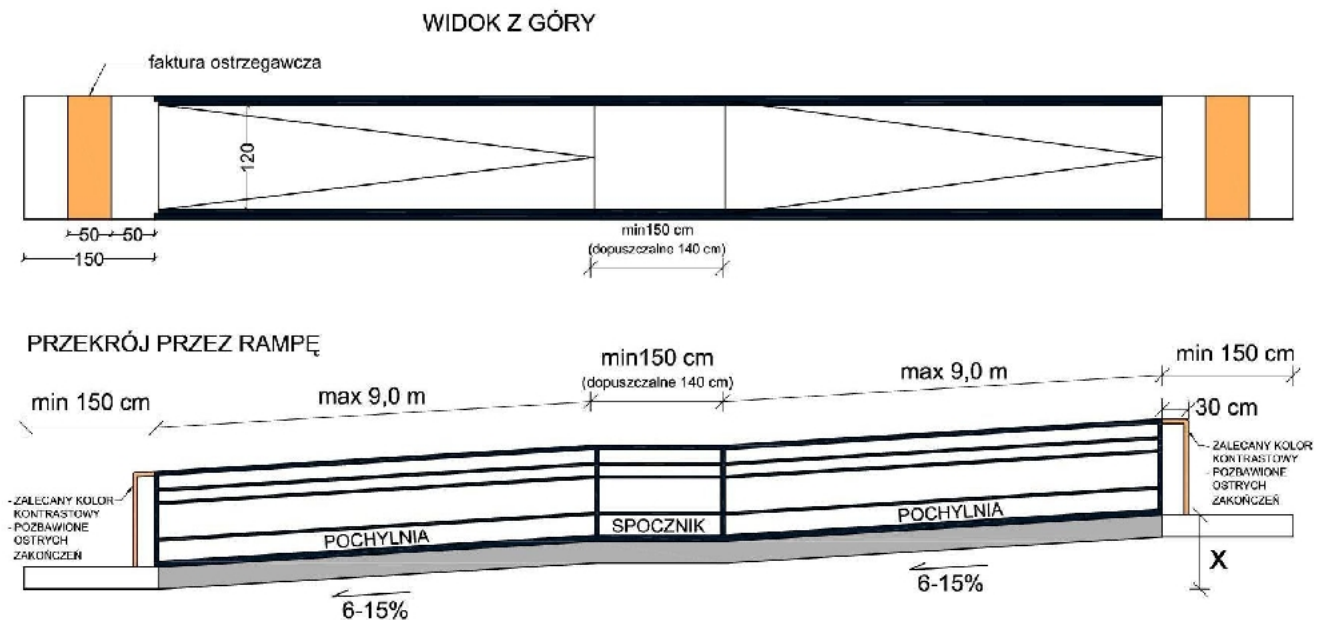 WIDOK Z GÓRY
faktura ostrzegawcza
120
50
50
150
min150 cm
(dopuszczalne 140 cm)
PRZEKRÓJ PRZEZ RAMPĘ
min 150 cm
max 9,0 m
min150 cm
(dopuszczalne 140 cm)
max 9,0 m
min 150 cm
30 cm
- ZALECANY KOLOR
KONTRASTOWY
- POZBAWIONE
OSTRYCH
ZAKOŃCZEŃ
- ZALECANY KOLOR
KONTRASTOWY
- POZBAWIONE
OSTRYCH
ZAKOŃCZEŃ
POCHYLNIA
SPOCZNIK
POCHYLNIA
X
6-15%
6-15%